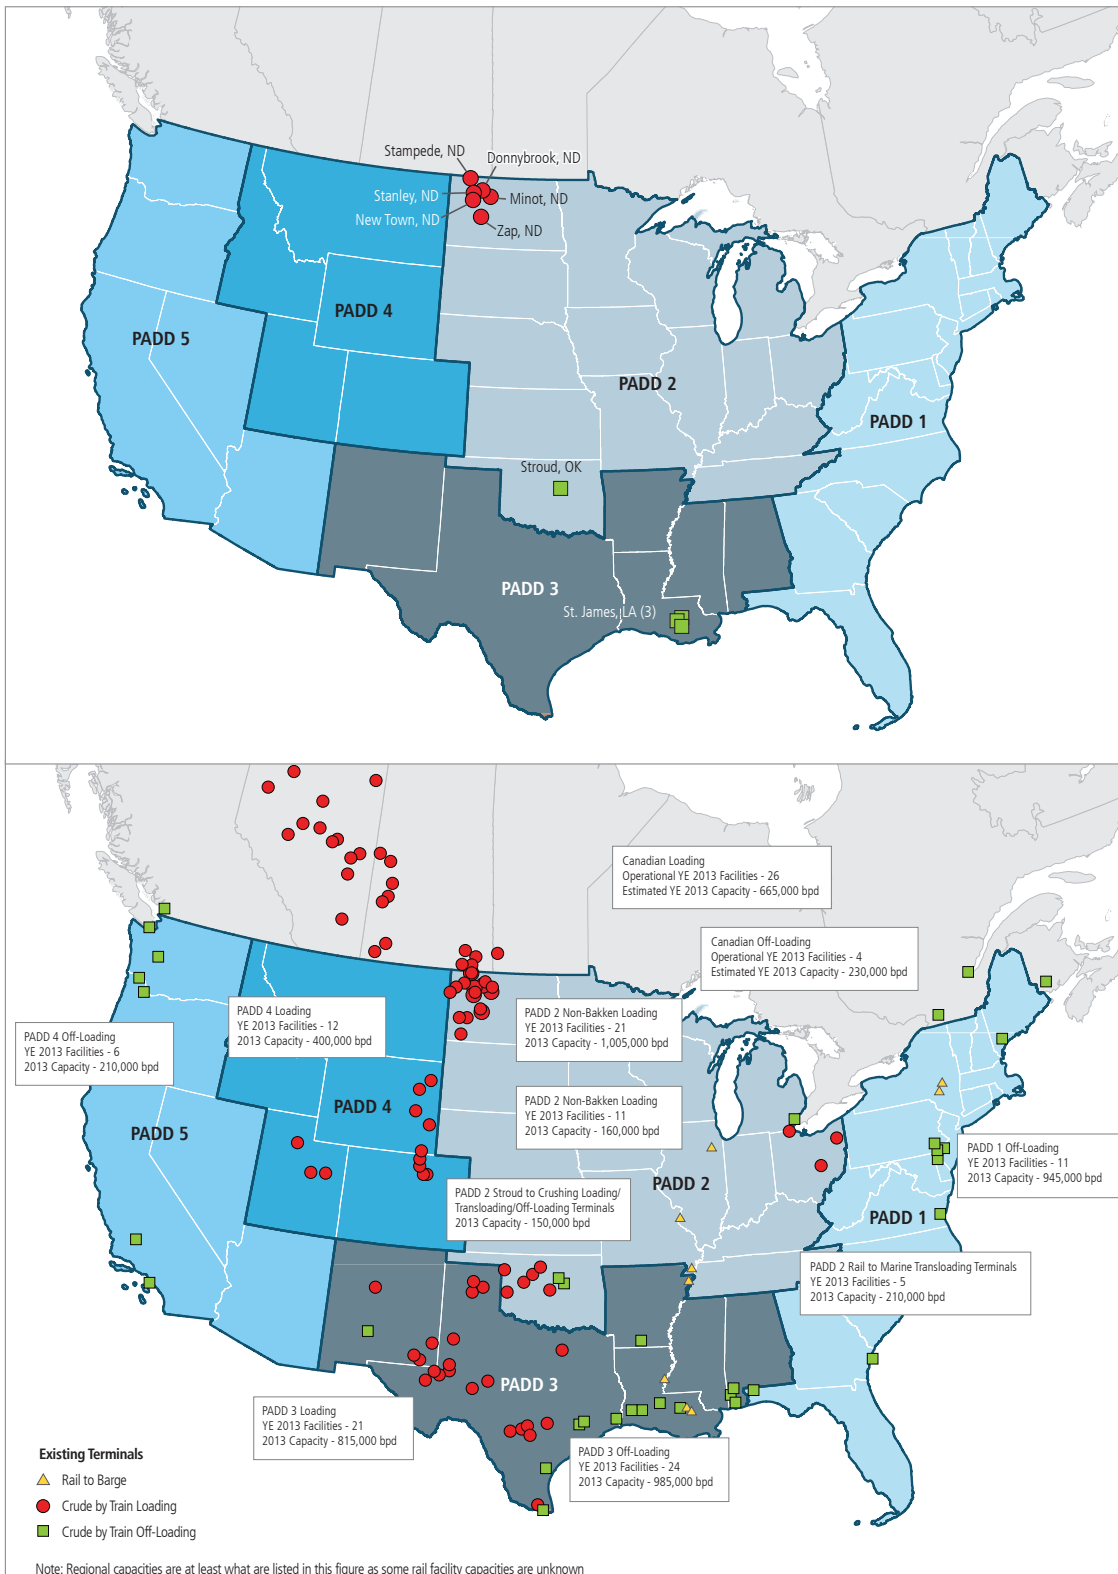 Stampede, ND
Donnybrook, ND
Stanley, ND
Minot, ND
New Town, ND
Zap, ND
PADD 4
PADD 5
PADD 2
PADD 1
Stroud, OK
PADD 3
St. James, LA (3)
Canadian Loading
Operational YE 2013 Facilities - 26
Estimated YE 2013 Capacity - 665,000 bpd
Canadian Off-Loading
Operational YE 2013 Facilities - 4
Estimated YE 2013 Capacity - 230,000 bpd
PADD 4 Loading
YE 2013 Facilities - 12
2013 Capacity - 400,000 bpd
PADD 2 Non-Bakken Loading
YE 2013 Facilities - 21
2013 Capacity - 1,005,000 bpd
PADD 4 Off-Loading
YE 2013 Facilities - 6
2013 Capacity - 210,000 bpd
PADD 2 Non-Bakken Loading
YE 2013 Facilities - 11
2013 Capacity - 160,000 bpd
PADD 4
PADD 5
PADD 1 Off-Loading
YE 2013 Facilities - 11
2013 Capacity - 945,000 bpd
PADD 2
PADD 2 Stroud to Crushing Loading/
Transloading/Off-Loading Terminals
2013 Capacity - 150,000 bpd
PADD 1
PADD 2 Rail to Marine Transloading Terminals
YE 2013 Facilities - 5
2013 Capacity - 210,000 bpd
PADD 3
PADD 3 Loading
YE 2013 Facilities - 21
2013 Capacity - 815,000 bpd
PADD 3 Off-Loading
YE 2013 Facilities - 24
2013 Capacity - 985,000 bpd
Existing Terminals
Rail to Barge
Crude by Train Loading
Crude by Train Off-Loading
Note: Regional capacities are at least what are listed in this figure as some rail facility capacities are unknown